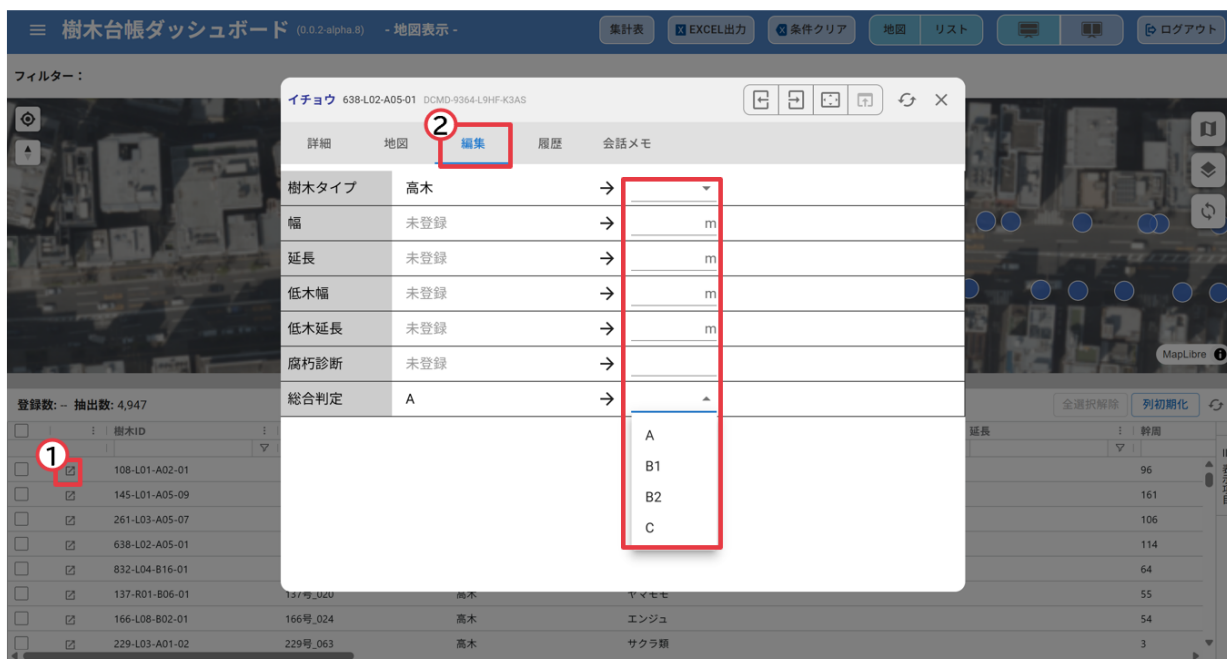 樹木台帳ダッシュボード (0.0.2-alpha.8) - 地図表示 - 集計表 EXCEL出力 条件クリア 地図 リスト ログアウト
フィルター：
イチョウ 638-L02-A05-01 DCMD-9364-L9HF-K3AS
2
詳細 地図 編集 履歴 会話メモ
樹木タイプ 高木 →
幅 未登録 → m
延長 未登録 → m
低木幅 未登録 → m
低木延長 未登録 → m
腐朽診断 未登録 →
総合判定 A →
A
B1
B2
C
MapLibre
登録数: -- 抽出数: 4,947 全選択解除 列初期化
樹木ID 延長 幹周
1
108-L01-A02-01 96
145-L01-A05-09 161
261-L03-A05-07 106
638-L02-A05-01 114
832-L04-B16-01 64
137-R01-B06-01 137号_020 高木 ヤマモモ 55
166-L08-B02-01 166号_024 高木 エンジュ 54
229-L03-A01-02 229号_063 高木 サクラ類 3